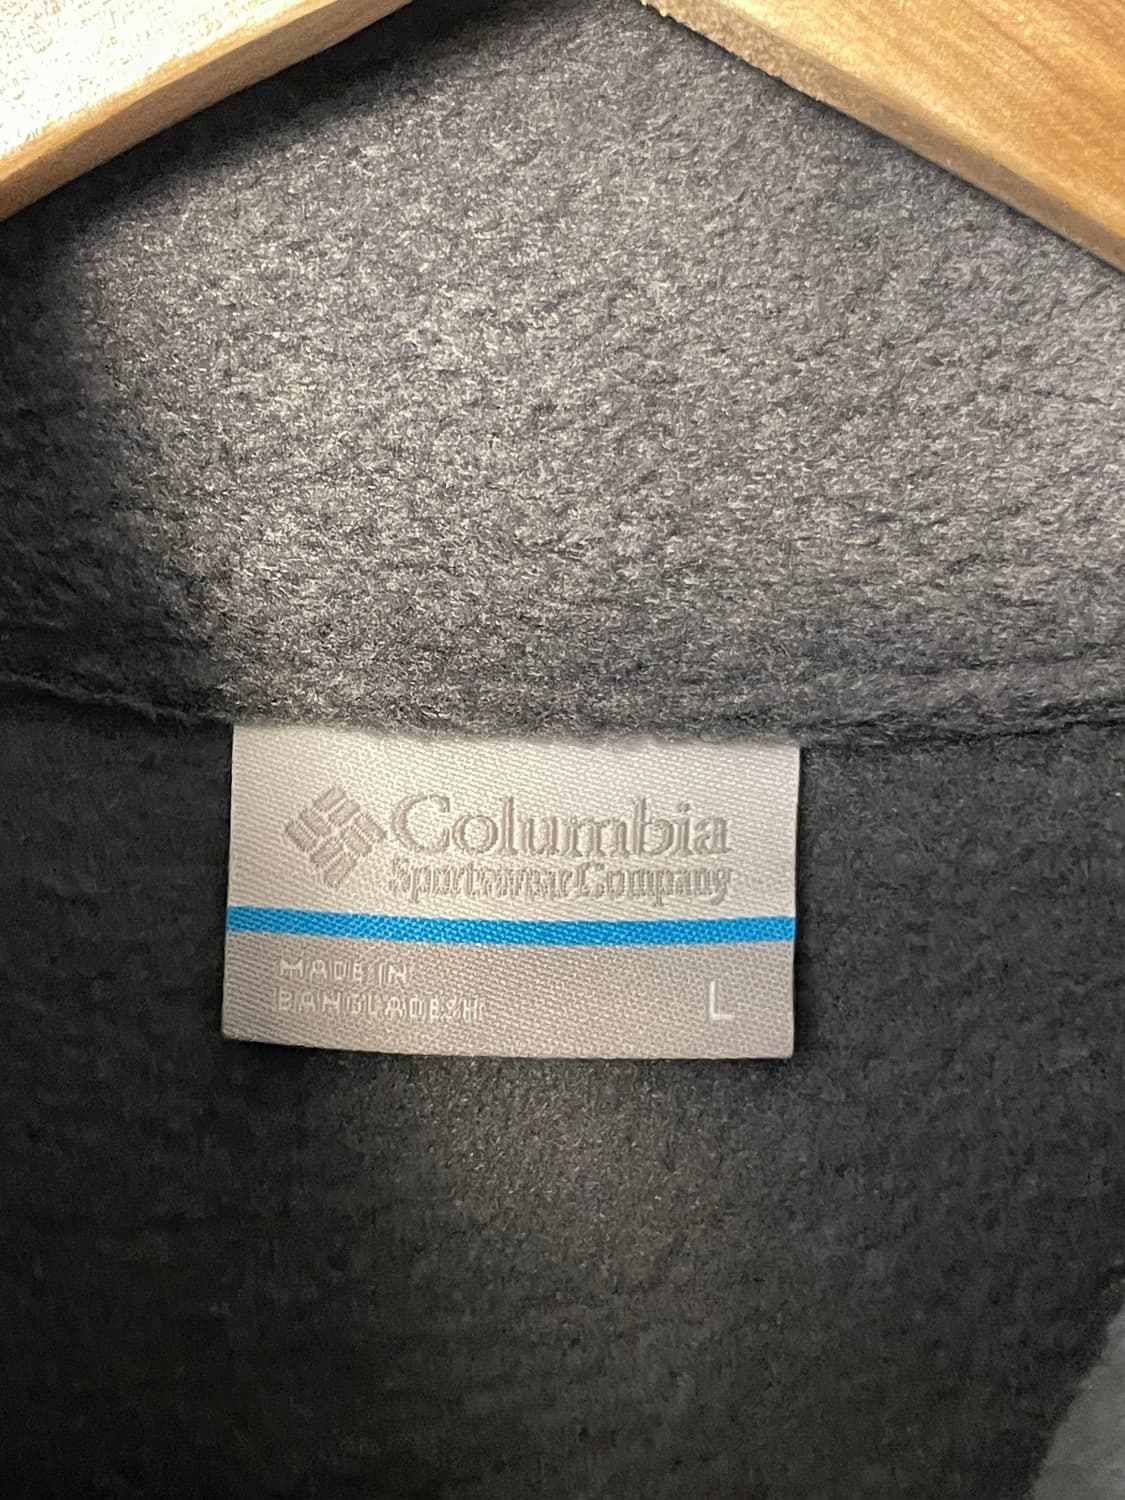 Columbia
Sportswear Company
MADE IN
BANGLADESH
L